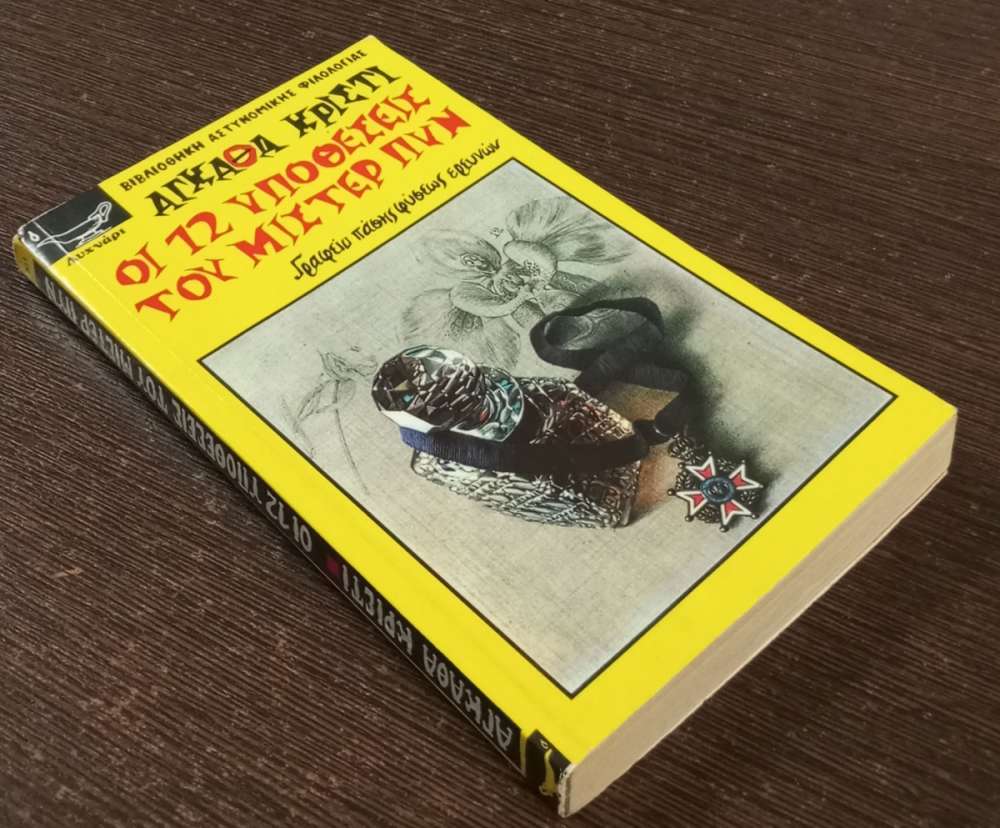 ΒΙΒΛΙΟΘΗΚΗ ΑΣΤΥΝΟΜΙΚΗΣ ΦΙΛΟΛΟΓΙΑΣ
ΑΓΚΑΘΑ ΚΡΙΣΤΙ
ΟΙ 12 ΥΠΟΘΕΣΕΙΣ
ΤΟΥ ΜΙΣΤΕΡ ΠΥΝ
Γραφείο πάσης φύσεως ερευνών
Λυχνάρι
ΑΓΚΑΘΑ ΚΡΙΣΤΙ ΟΙ 12 ΥΠΟΘΕΣΕΙΣ ΤΟΥ ΜΙΣΤΕΡ ΠΥΝ